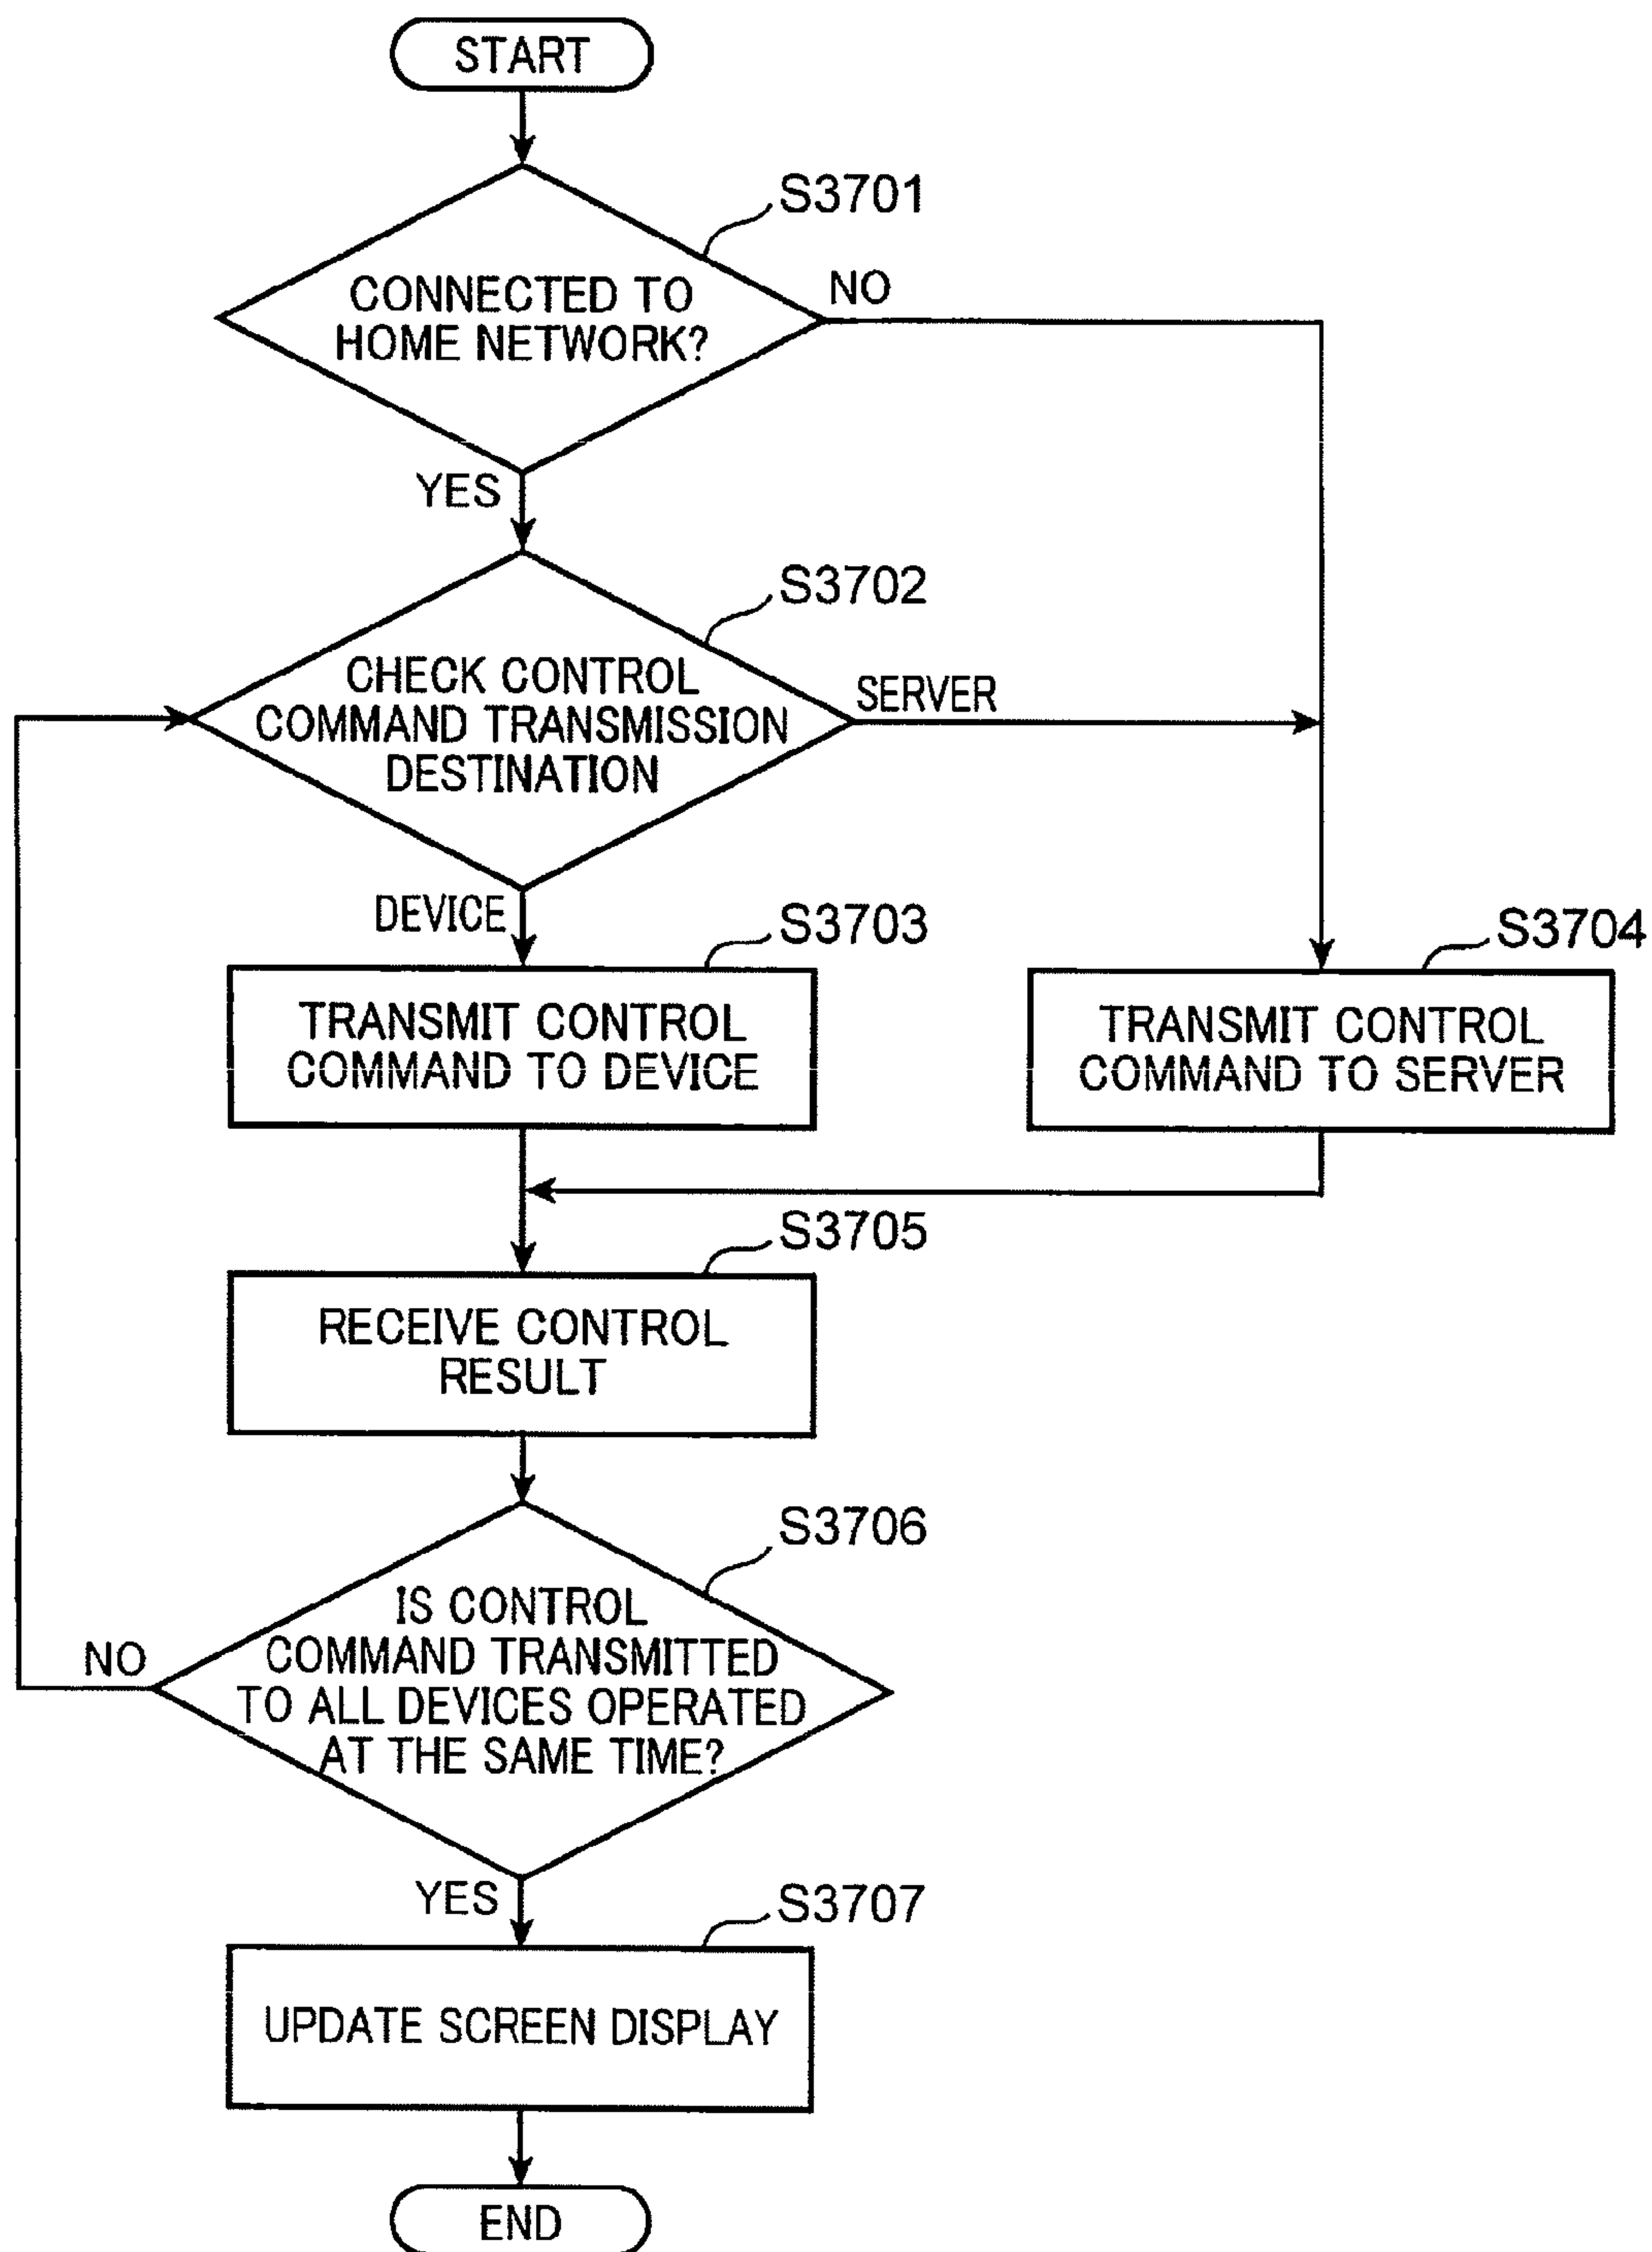 START
S3701
CONNECTED TO
HOME NETWORK?
NO
YES
S3702
CHECK CONTROL
COMMAND TRANSMISSION
DESTINATION
SERVER
DEVICE
S3703
TRANSMIT CONTROL
COMMAND TO DEVICE
S3704
TRANSMIT CONTROL
COMMAND TO SERVER
S3705
RECEIVE CONTROL
RESULT
S3706
IS CONTROL
COMMAND TRANSMITTED
TO ALL DEVICES OPERATED
AT THE SAME TIME?
NO
YES
S3707
UPDATE SCREEN DISPLAY
END